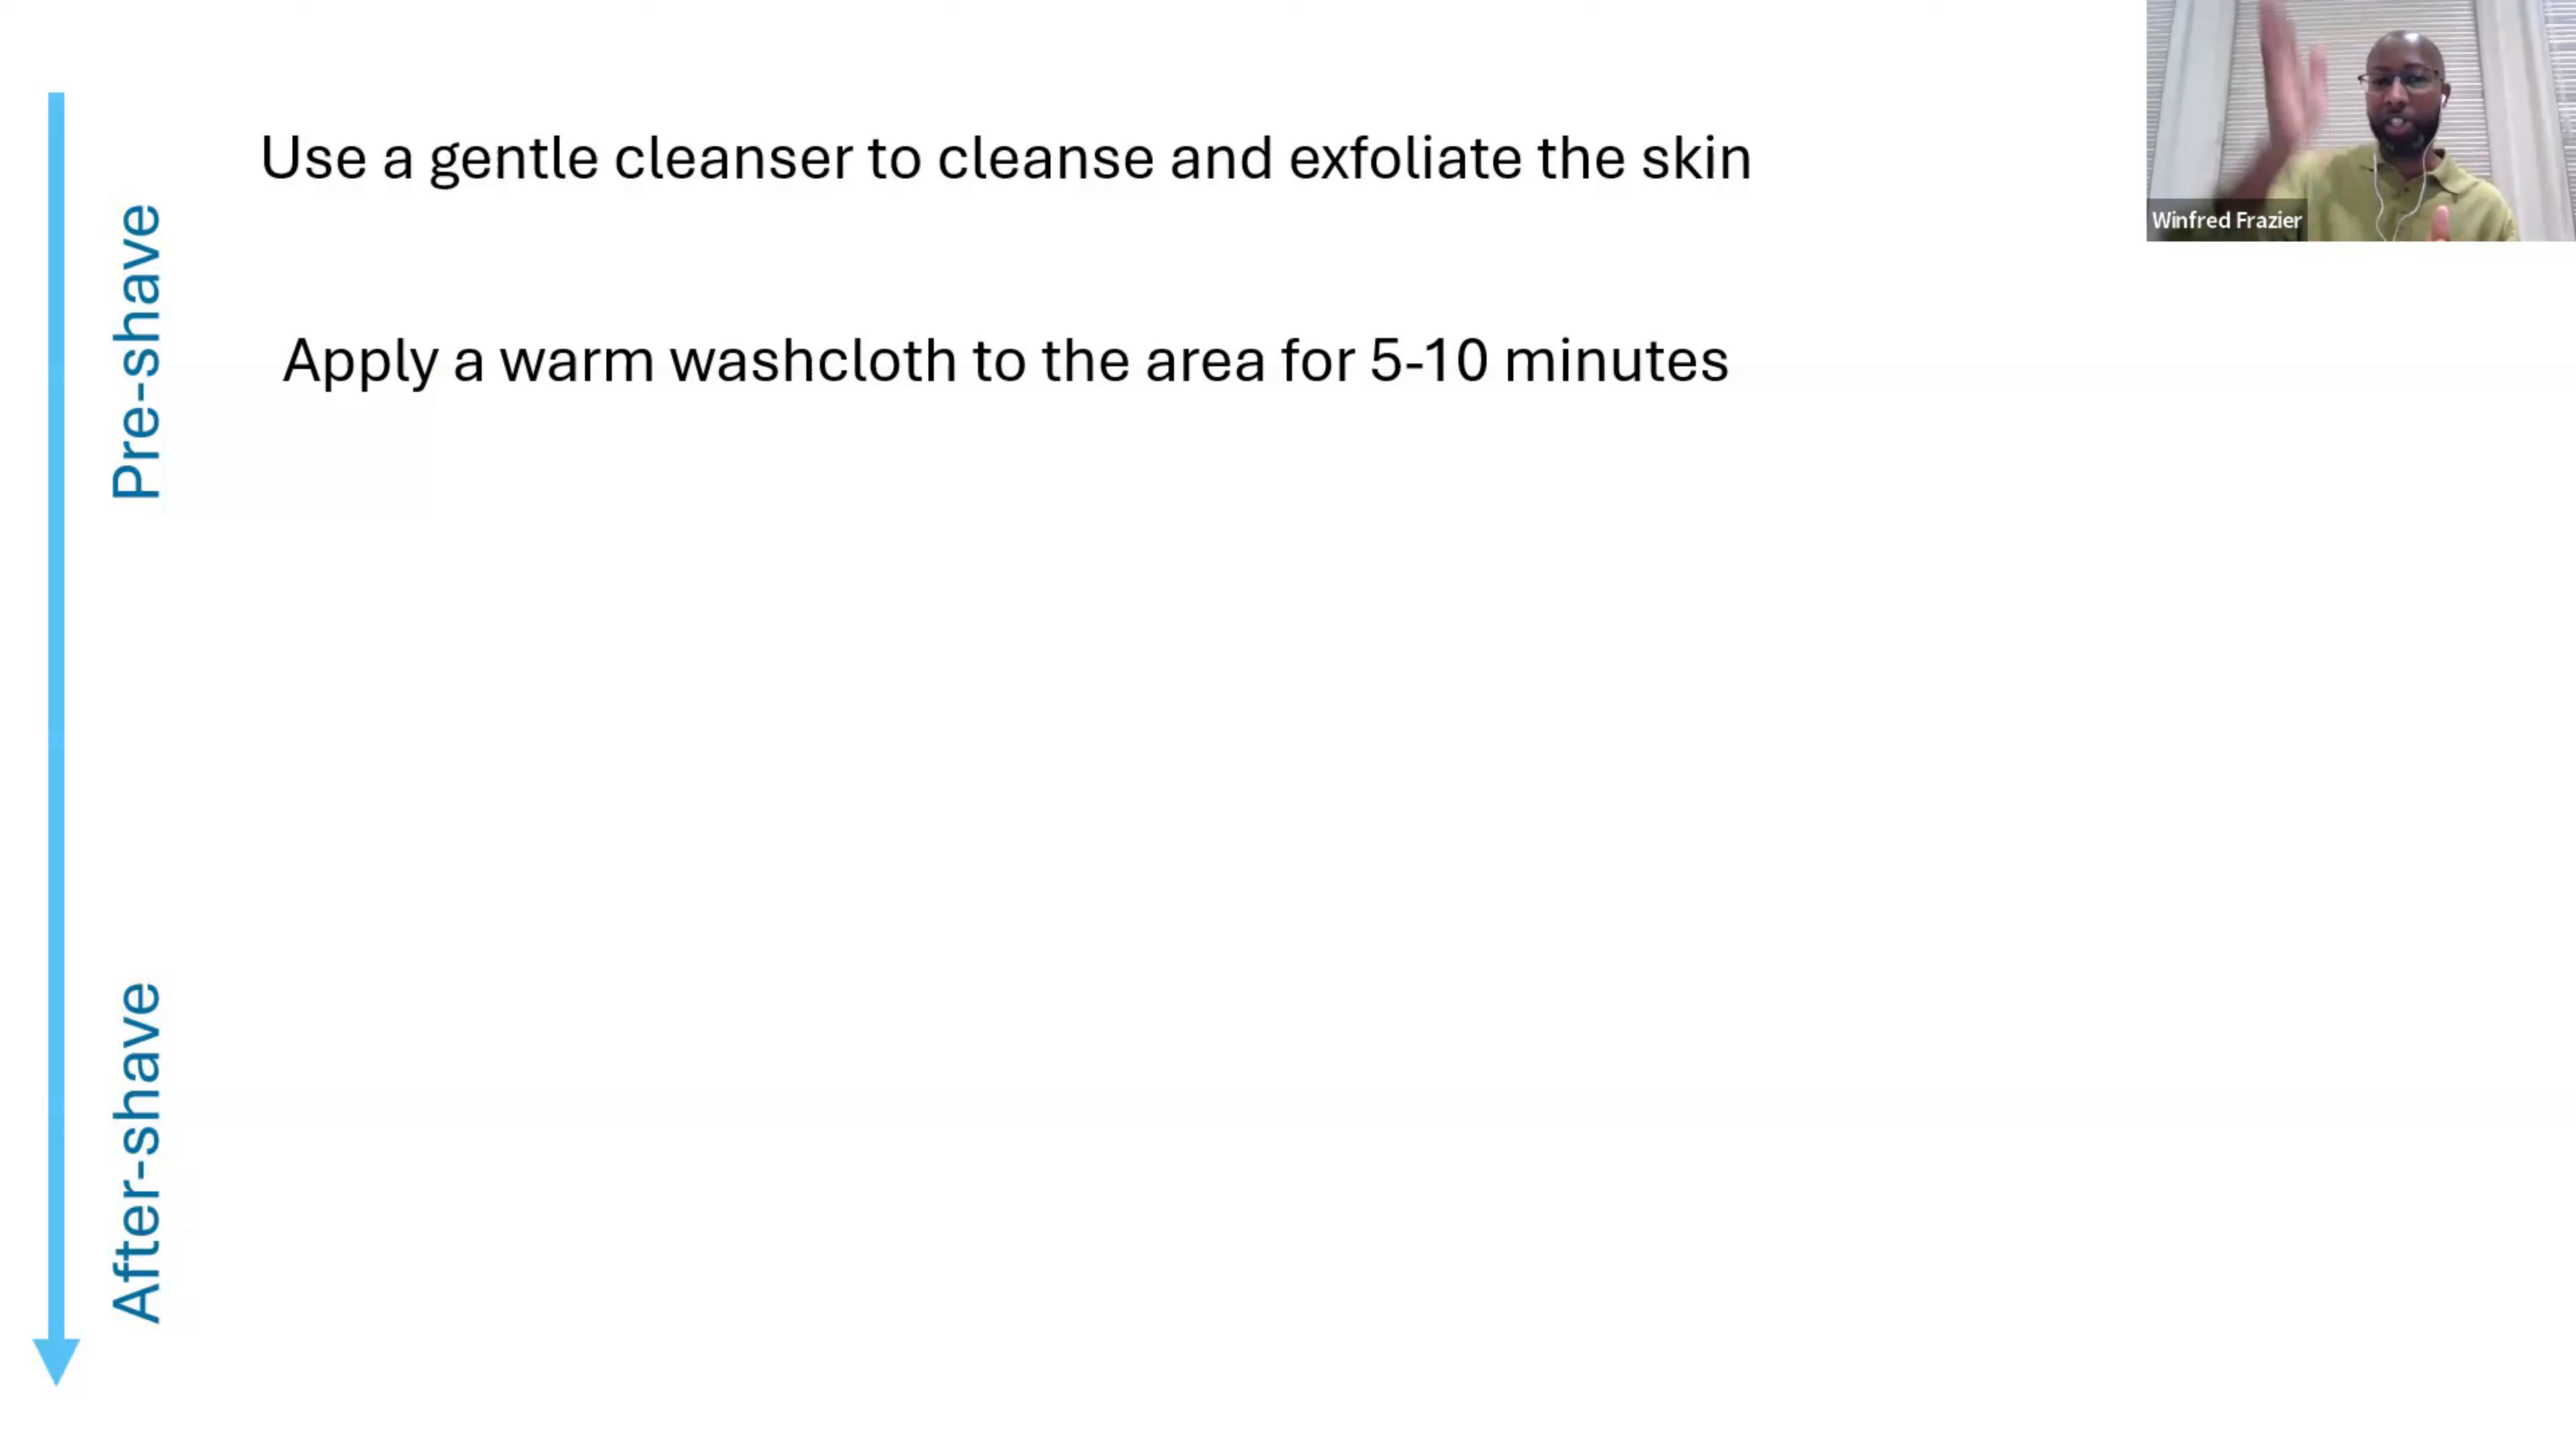 Use a gentle cleanser to cleanse and exfoliate the skin
Winfred Frazier
Pre-shave
Apply a warm washcloth to the area for 5-10 minutes
After-shave